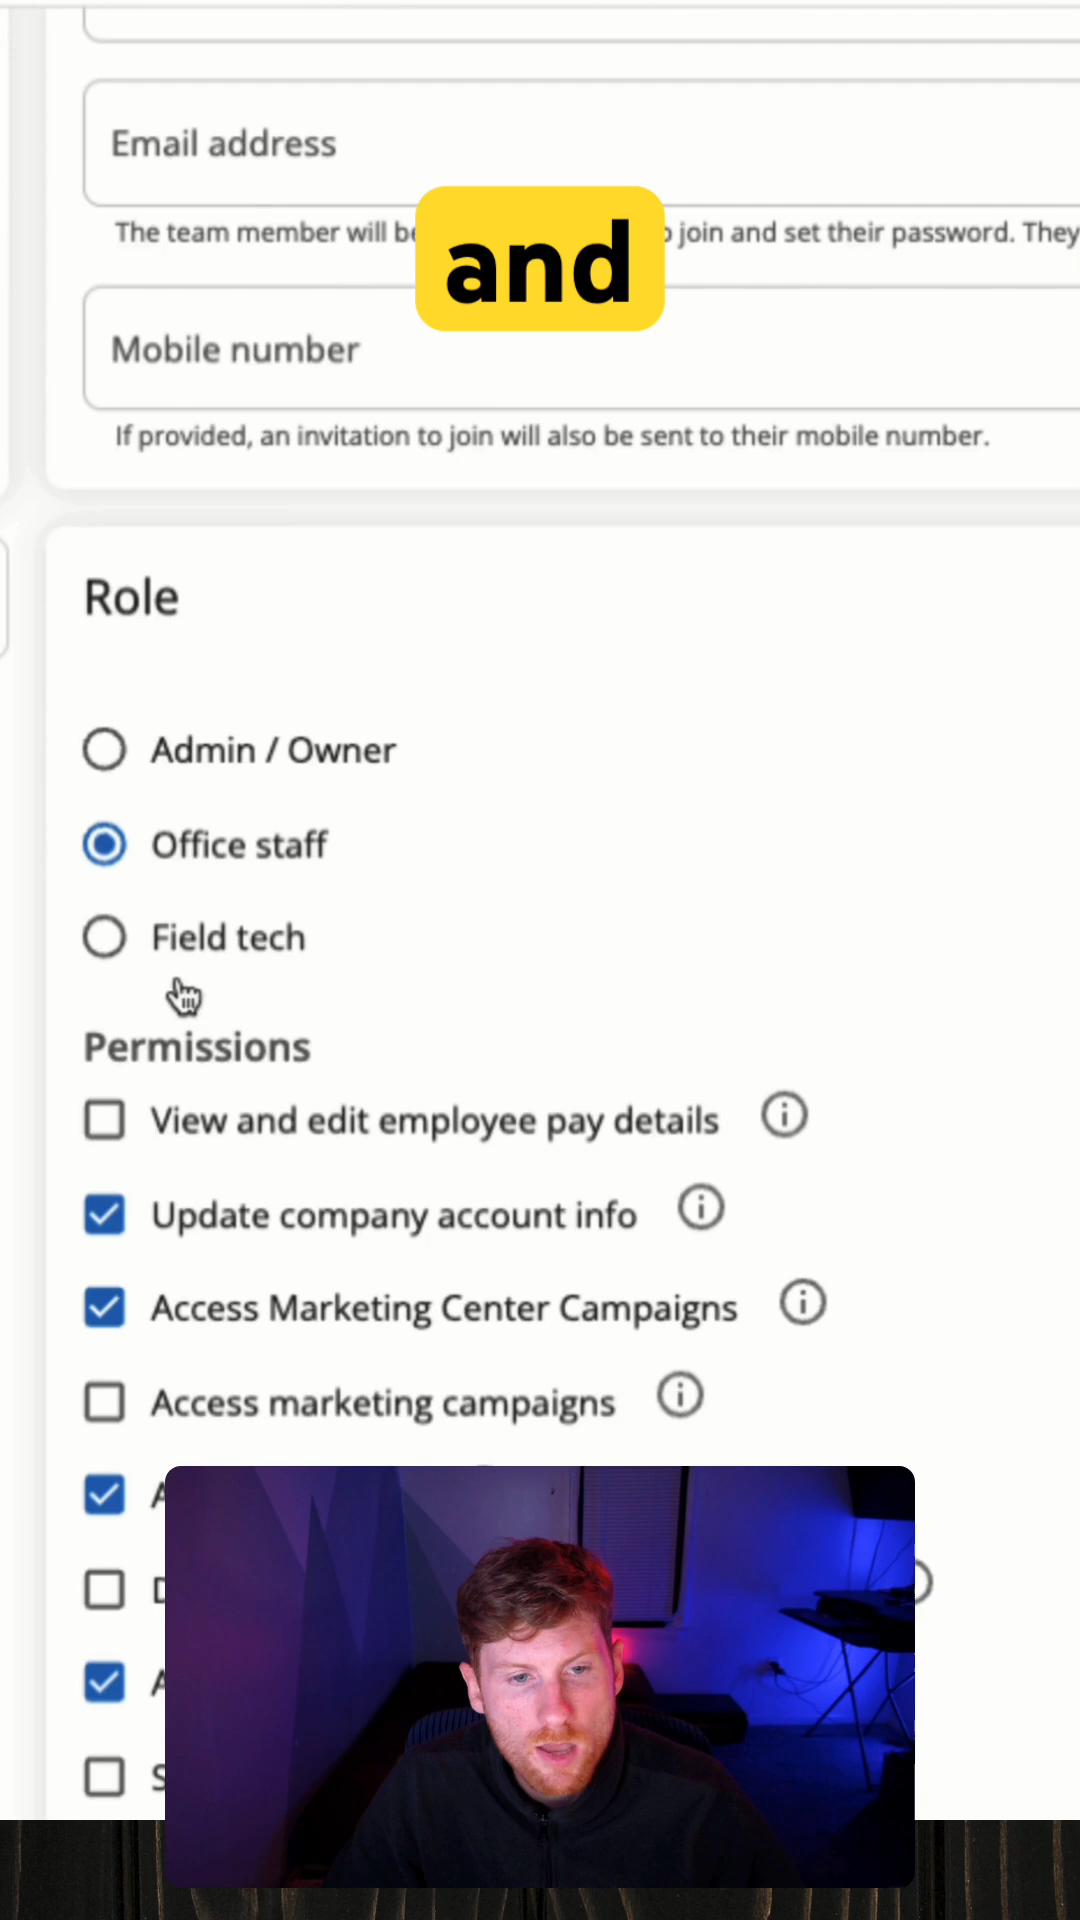 Email address
The team member will be
join and set their password. They
and
Mobile number
If provided, an invitation to join will also be sent to their mobile number.
Role
Admin / Owner
Office staff
Field tech
Permissions
View and edit employee pay details
Update company account info
Access Marketing Center Campaigns
Access marketing campaigns